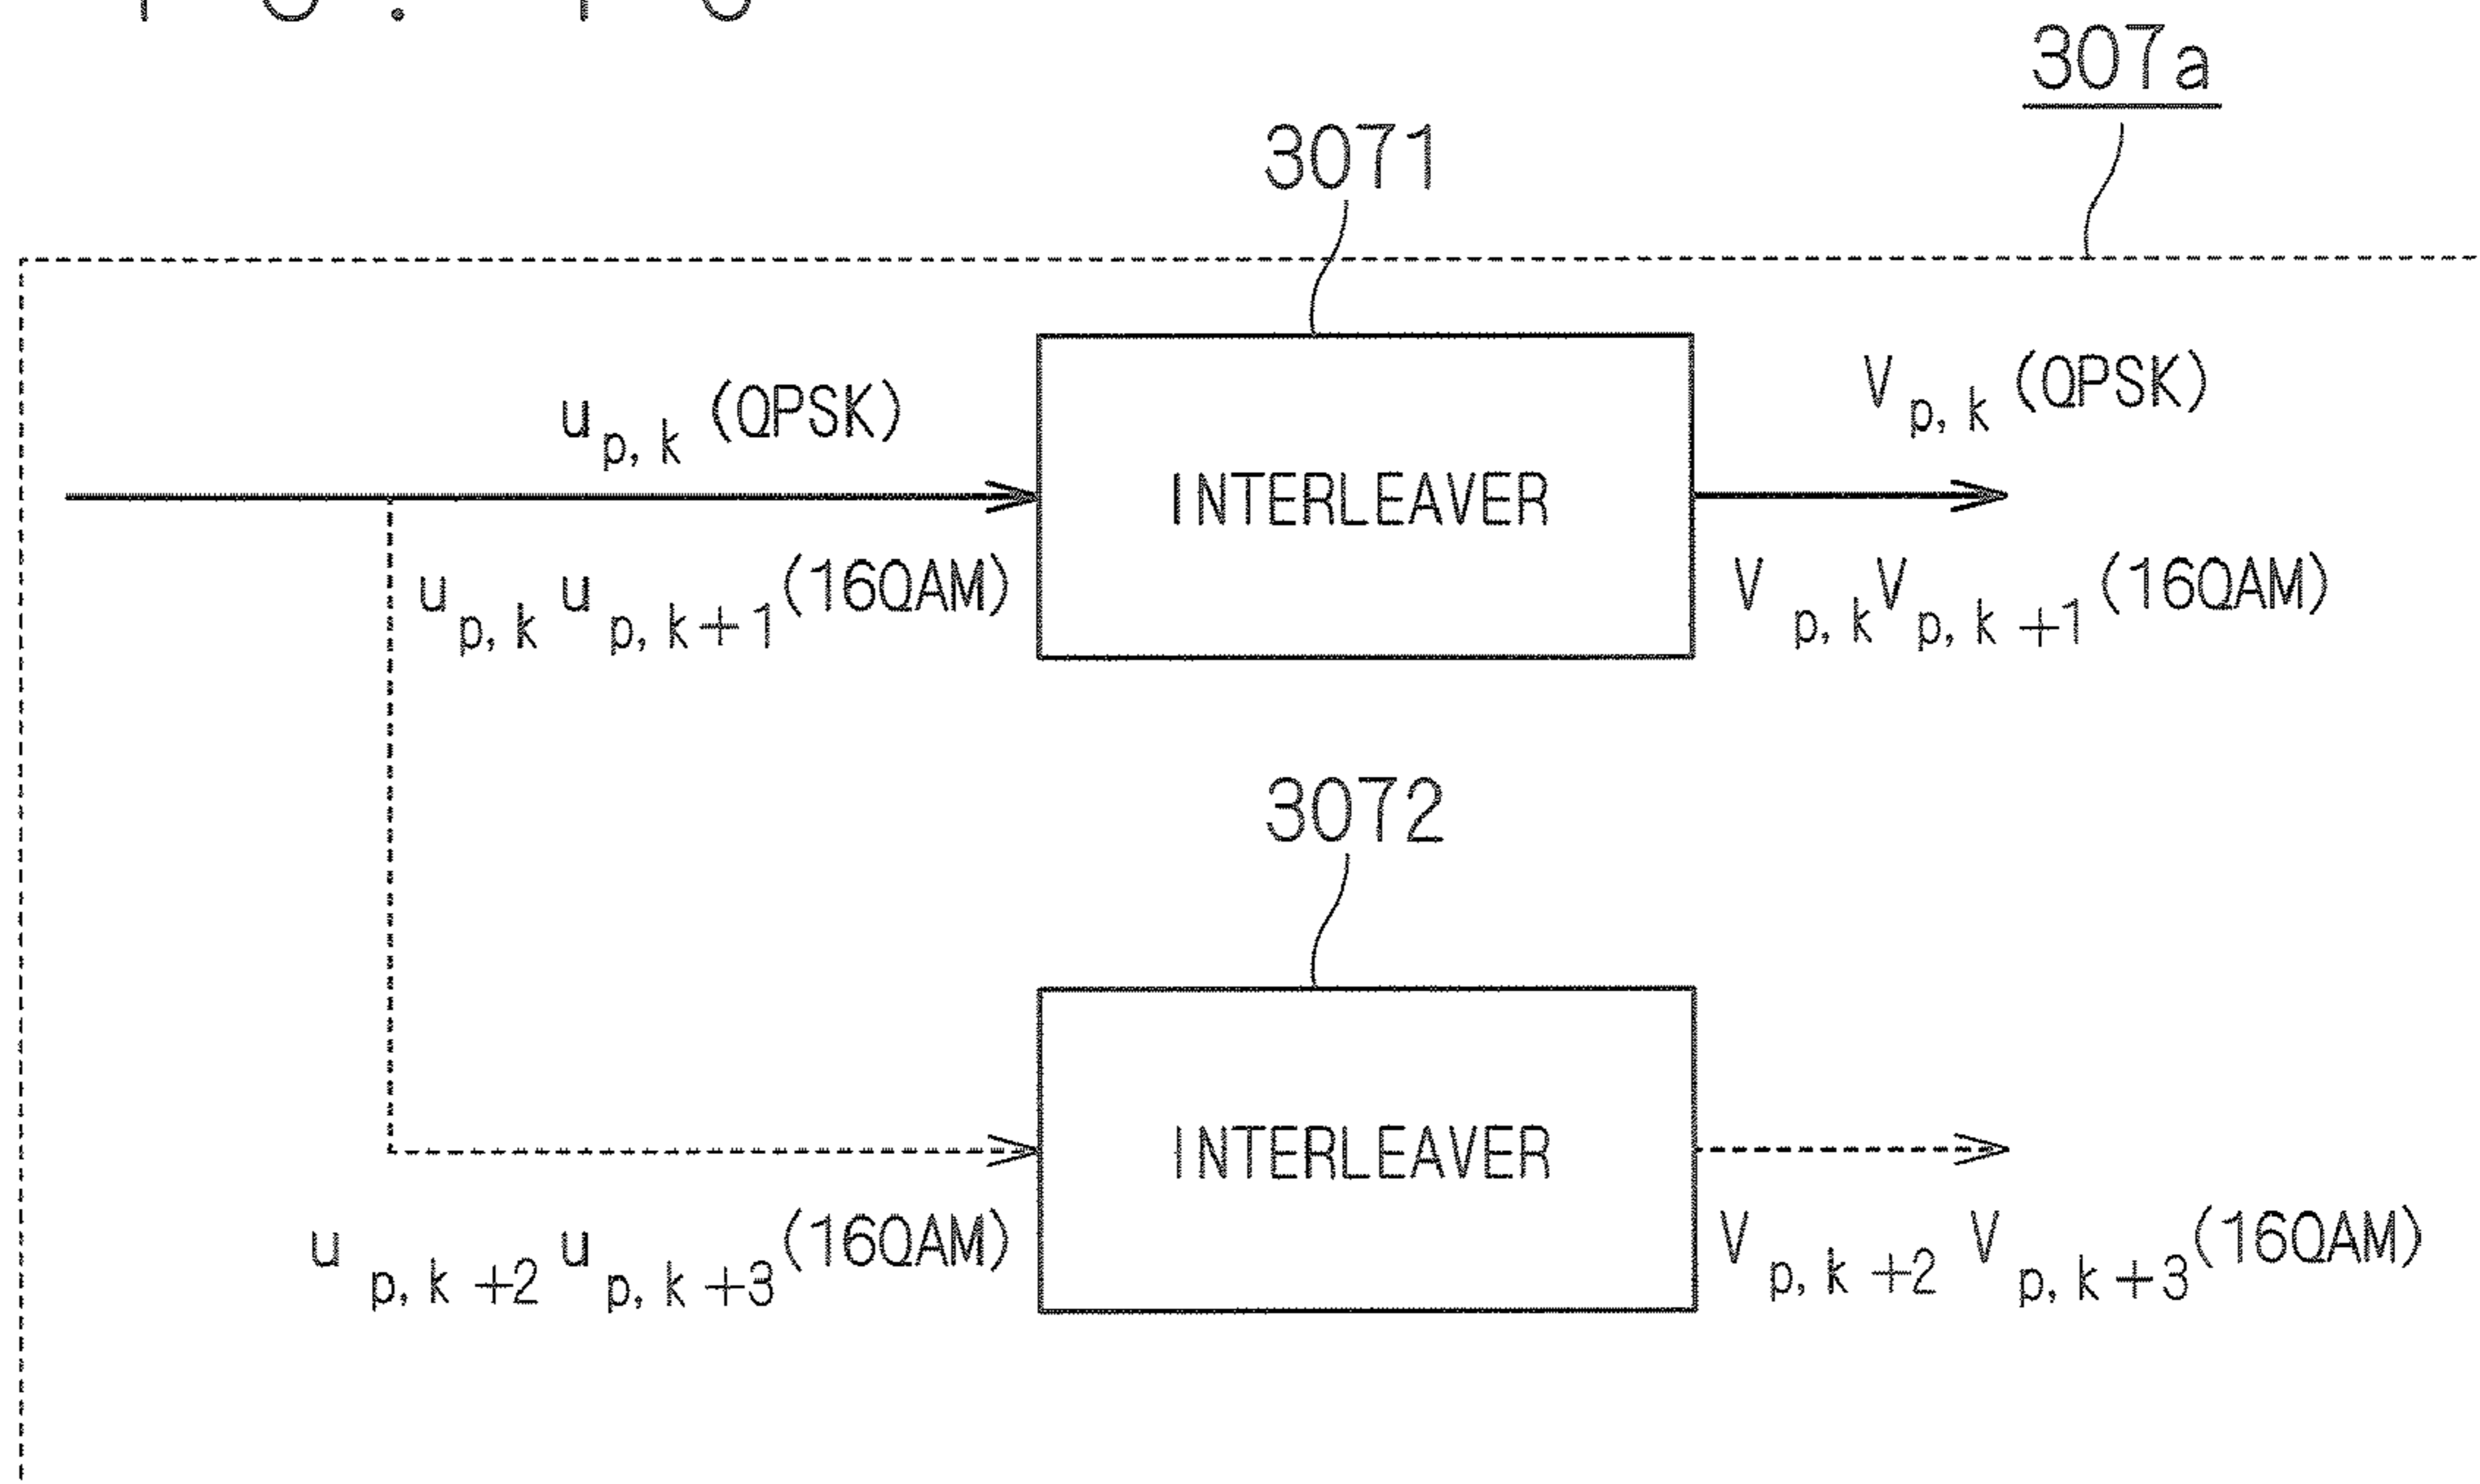 307a
3071
u p, k (QPSK)
V p, k (QPSK)
INTERLEAVER
u p, k u p, k+1 (16QAM)
V p, k V p, k+1 (16QAM)
3072
INTERLEAVER
u p, k+2 u p, k+3 (16QAM)
V p, k+2 V p, k+3 (16QAM)